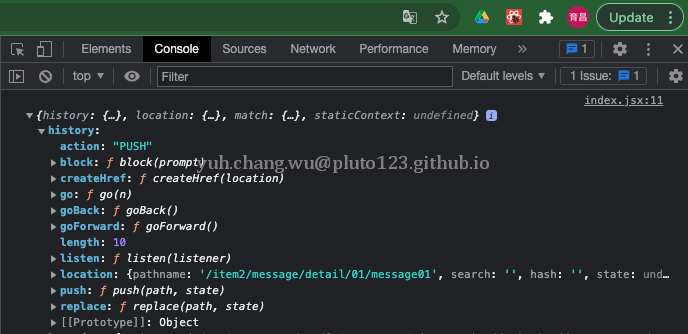 育昌 Update
Elements Console Sources Network Performance Memory » 1
top ▾ Filter Default levels ▾ 1 Issue: 1
index.jsx:11
▾{history: {…}, location: {…}, match: {…}, staticContext: undefined} i
▾history:
action: "PUSH"
▸block: ƒ block(prompt)
yuh.chang.wu@pluto123.github.io
▸createHref: ƒ createHref(location)
▸go: ƒ go(n)
▸goBack: ƒ goBack()
▸goForward: ƒ goForward()
length: 10
▸listen: ƒ listen(listener)
▸location: {pathname: '/item2/message/detail/01/message01', search: '', hash: '', state: und…
▸push: ƒ push(path, state)
▸replace: ƒ replace(path, state)
▸[[Prototype]]: Object